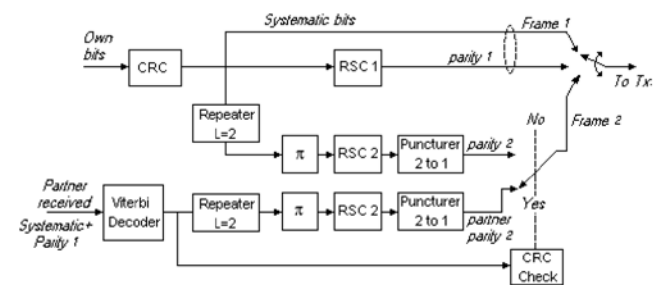 Systematic bits
Frame 1
Own
bits
CRC
RSC 1
parity 1
To Tx.
Repeater
L=2
No
Frame 2
π
RSC 2
Puncturer
2 to 1
parity 2
Partner
received
Systematic+
Parity 1
Viterbi
Decoder
Repeater
L=2
π
RSC 2
Puncturer
2 to 1
partner
parity 2
Yes
CRC
Check